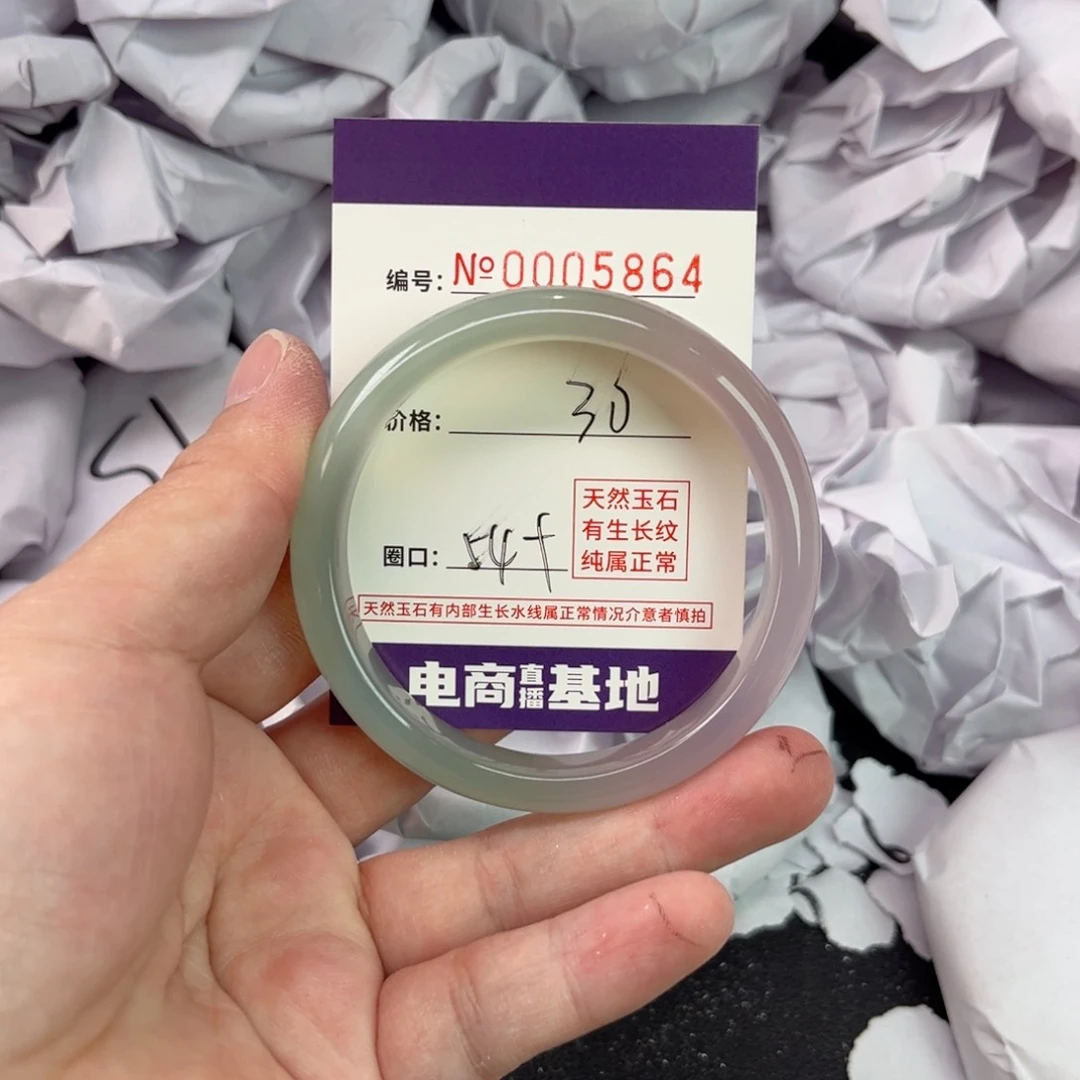 编号：№0005864
价格：30
圈口：54+
天然玉石
有生长纹
纯属正常
天然玉石有内部生长水线属正常情况介意者慎拍
电商直播基地